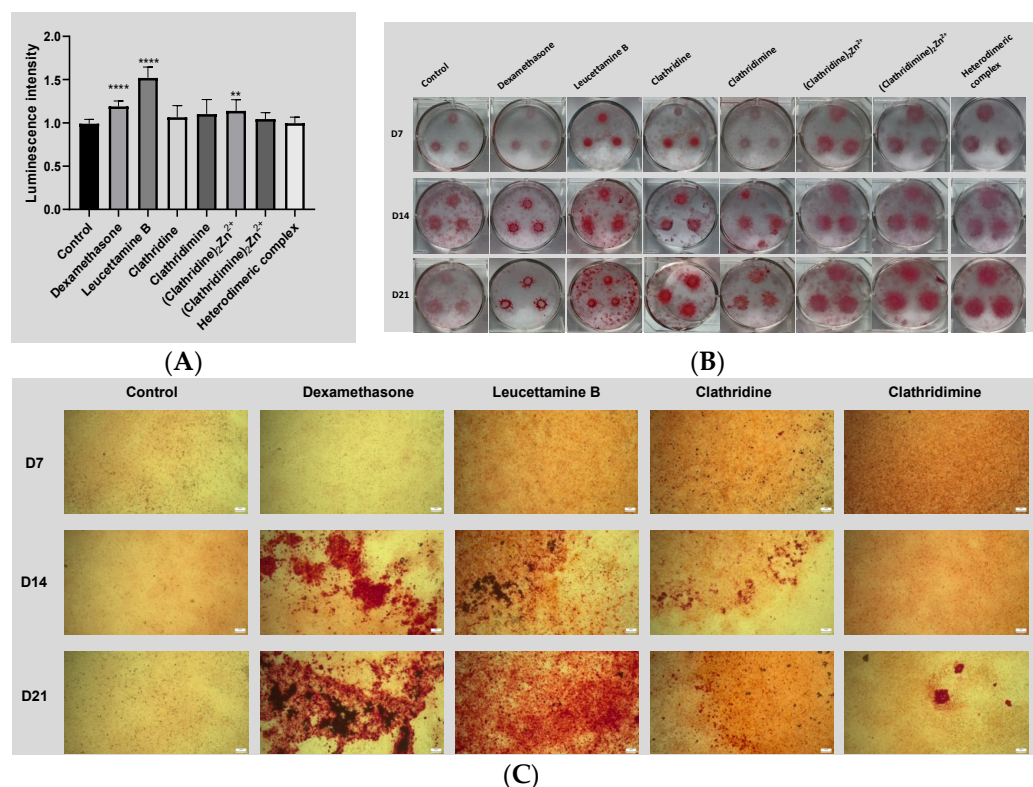 2.0
1.5
1.0
0.5
0.0
Luminescence intensity
****
****
**
Control
Dexamethasone
Leucettamine B
Clathridine
Clathridimine
(Clathridine)₂Zn²⁺
(Clathridimine)₂Zn²⁺
Heterodimeric complex
(A)
Control
Dexamethasone
Leucettamine B
Clathridine
Clathridimine
(Clathridine)₂Zn²⁺
(Clathridimine)₂Zn²⁺
Heterodimeric
complex
D7
D14
D21
(B)
Control
Dexamethasone
Leucettamine B
Clathridine
Clathridimine
D7
D14
D21
(C)